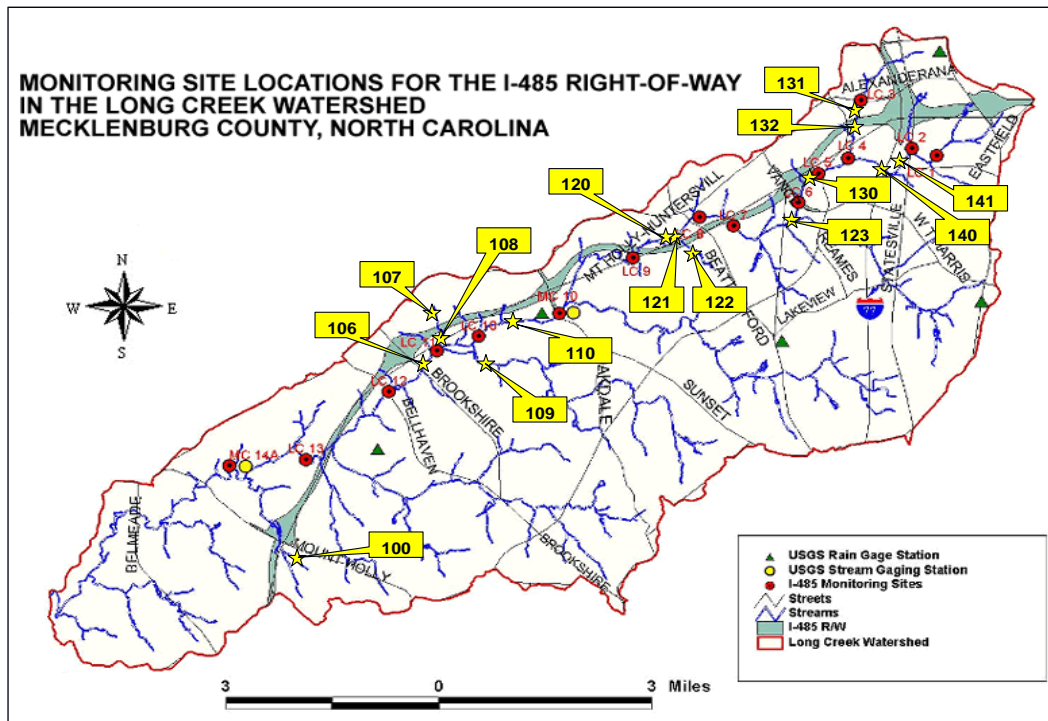 MONITORING SITE LOCATIONS FOR THE I-485 RIGHT-OF-WAY
IN THE LONG CREEK WATERSHED
MECKLENBURG COUNTY, NORTH CAROLINA
ALEXANDERANA
131
LC 3
132
LC 4
LC 2
EASTFIELD
LC 5
VANCE
LC 1
130
141
LC 6
120
MT HOLLY-HUNTERSVILL
140
W T HARRIS
STATESVILLE
LC 7
123
REAMES
LC 8
108
BEATT
FORD
107
LC 9
121
122
N
W
E
S
MC 10
LAKEVIEW
77
LC 10
110
106
LC 11
OAKDALE
SUNSET
BROOKSHIRE
109
LC 12
BELLHAVEN
LC 13
MC 14A
BELMEADE
MOUNT HOLLY
100
BROOKSHIRE
USGS Rain Gage Station
USGS Stream Gaging Station
I-485 Monitoring Sites
Streets
Streams
I-485 R/W
Long Creek Watershed
3 0 3 Miles